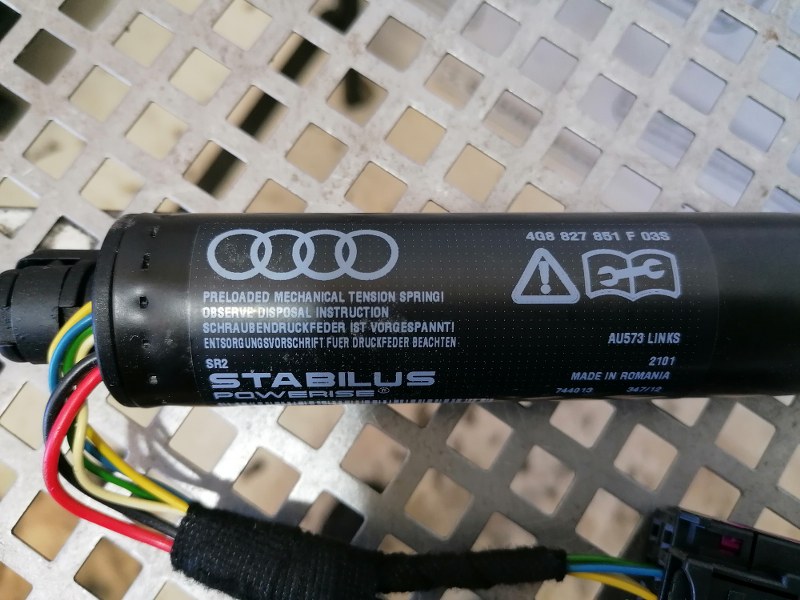 4G8 827 851 F 03S
PRELOADED MECHANICAL TENSION SPRING!
OBSERVE DISPOSAL INSTRUCTION
SCHRAUBENDRUCKFEDER IST VORGESPANNT!
ENTSORGUNGSVORSCHRIFT FUER DRUCKFEDER BEACHTEN
SR2
STABILUS
POWERISE®
AU573 LINKS
2101
MADE IN ROMANIA
744013 347/12